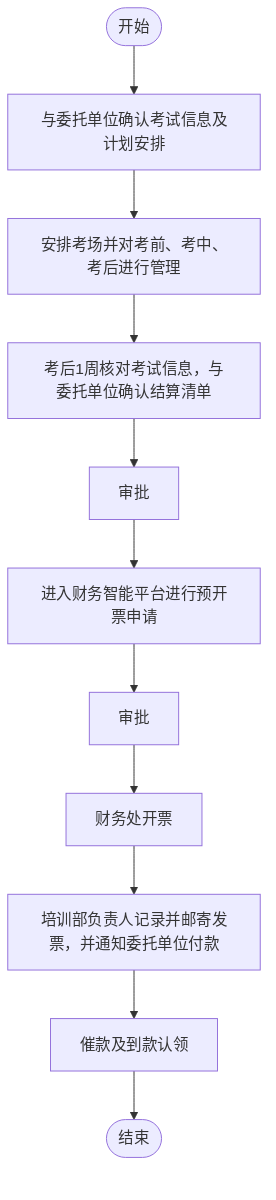 开始
与委托单位确认考试信息及
计划安排
安排考场并对考前、考中、
考后进行管理
考后1周核对考试信息，与
委托单位确认结算清单
审批
进入财务智能平台进行预开
票申请
审批
财务处开票
培训部负责人记录并邮寄发
票，并通知委托单位付款
催款及到款认领
结束